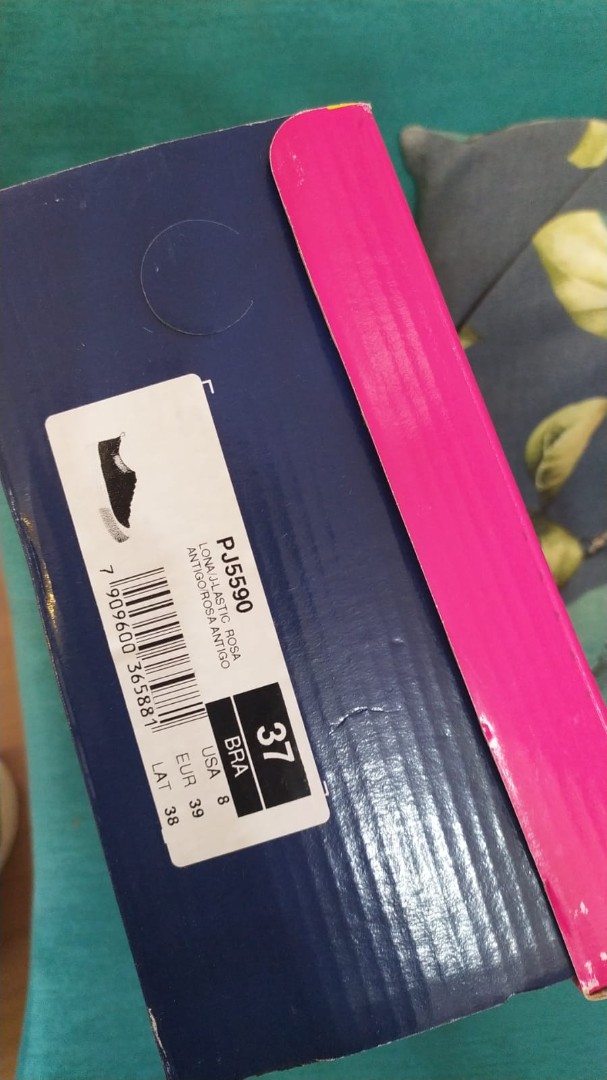 PJ5590
LONA/J-LASTIC ROSA
ANTIGO/ROSA ANTIGO
7 909600 365881
37
BRA
USA 8
EUR 39
LAT 38